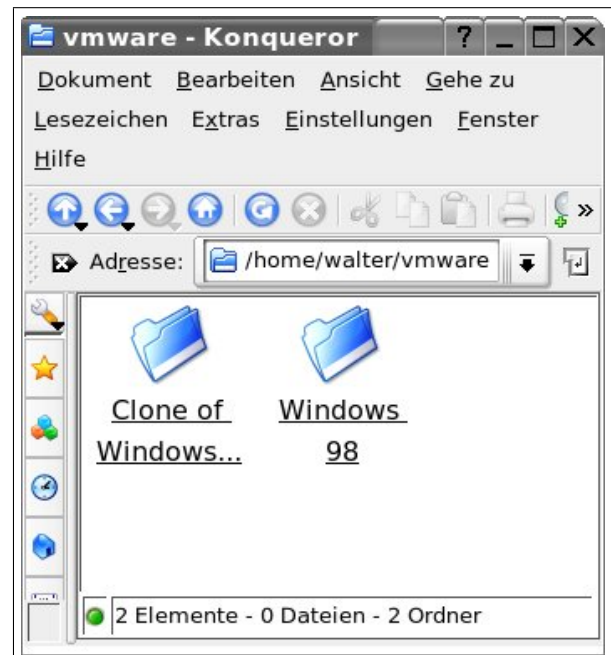 vmware - Konqueror
Dokument Bearbeiten Ansicht Gehe zu
Lesezeichen Extras Einstellungen Fenster
Hilfe
Adresse: /home/walter/vmware
Clone of Windows...
Windows 98
2 Elemente - 0 Dateien - 2 Ordner